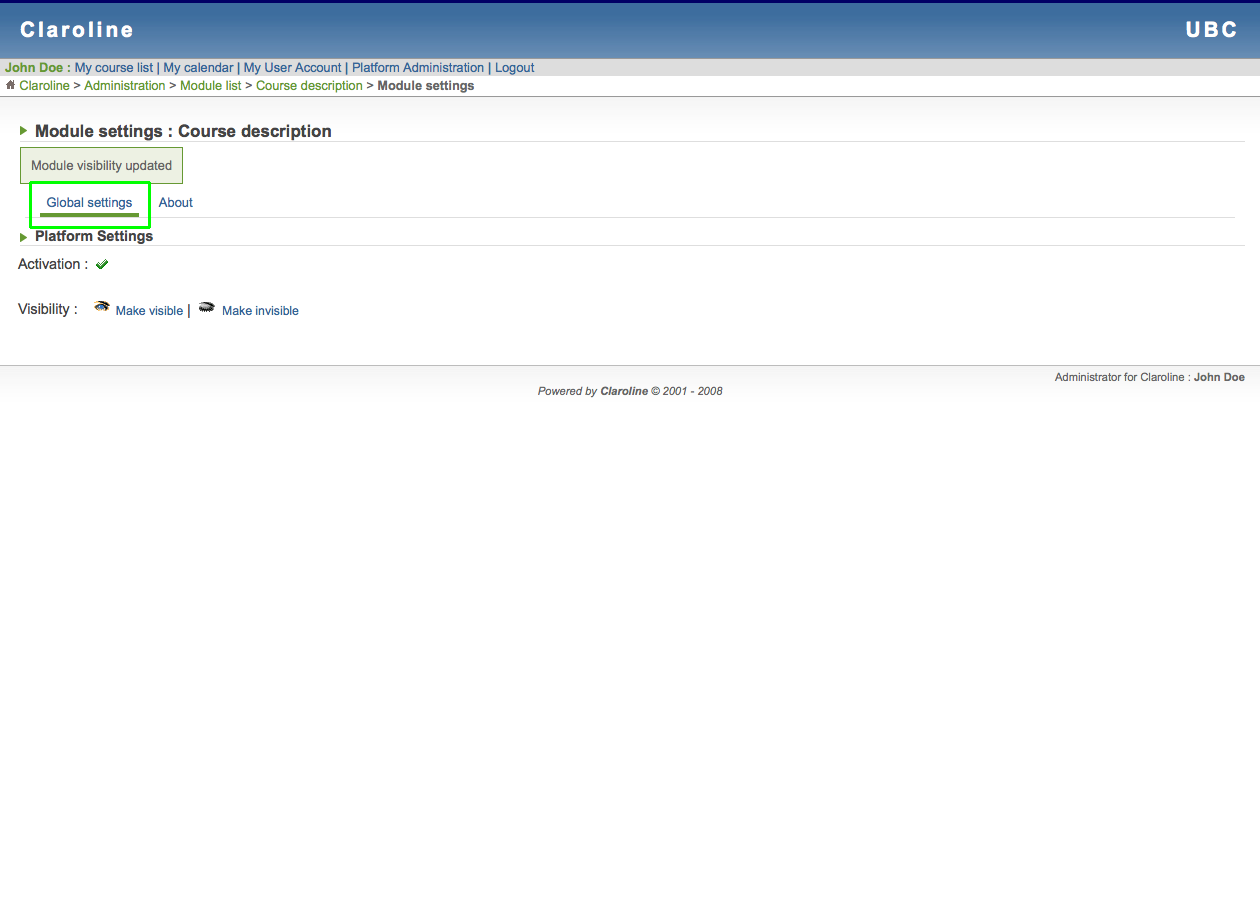 Claroline UBC
John Doe : My course list | My calendar | My User Account | Platform Administration | Logout
Claroline > Administration > Module list > Course description > Module settings
Module settings : Course description
Module visibility updated
Global settings About
Platform Settings
Activation :
Visibility : Make visible | Make invisible
Administrator for Claroline : John Doe
Powered by Claroline © 2001 - 2008